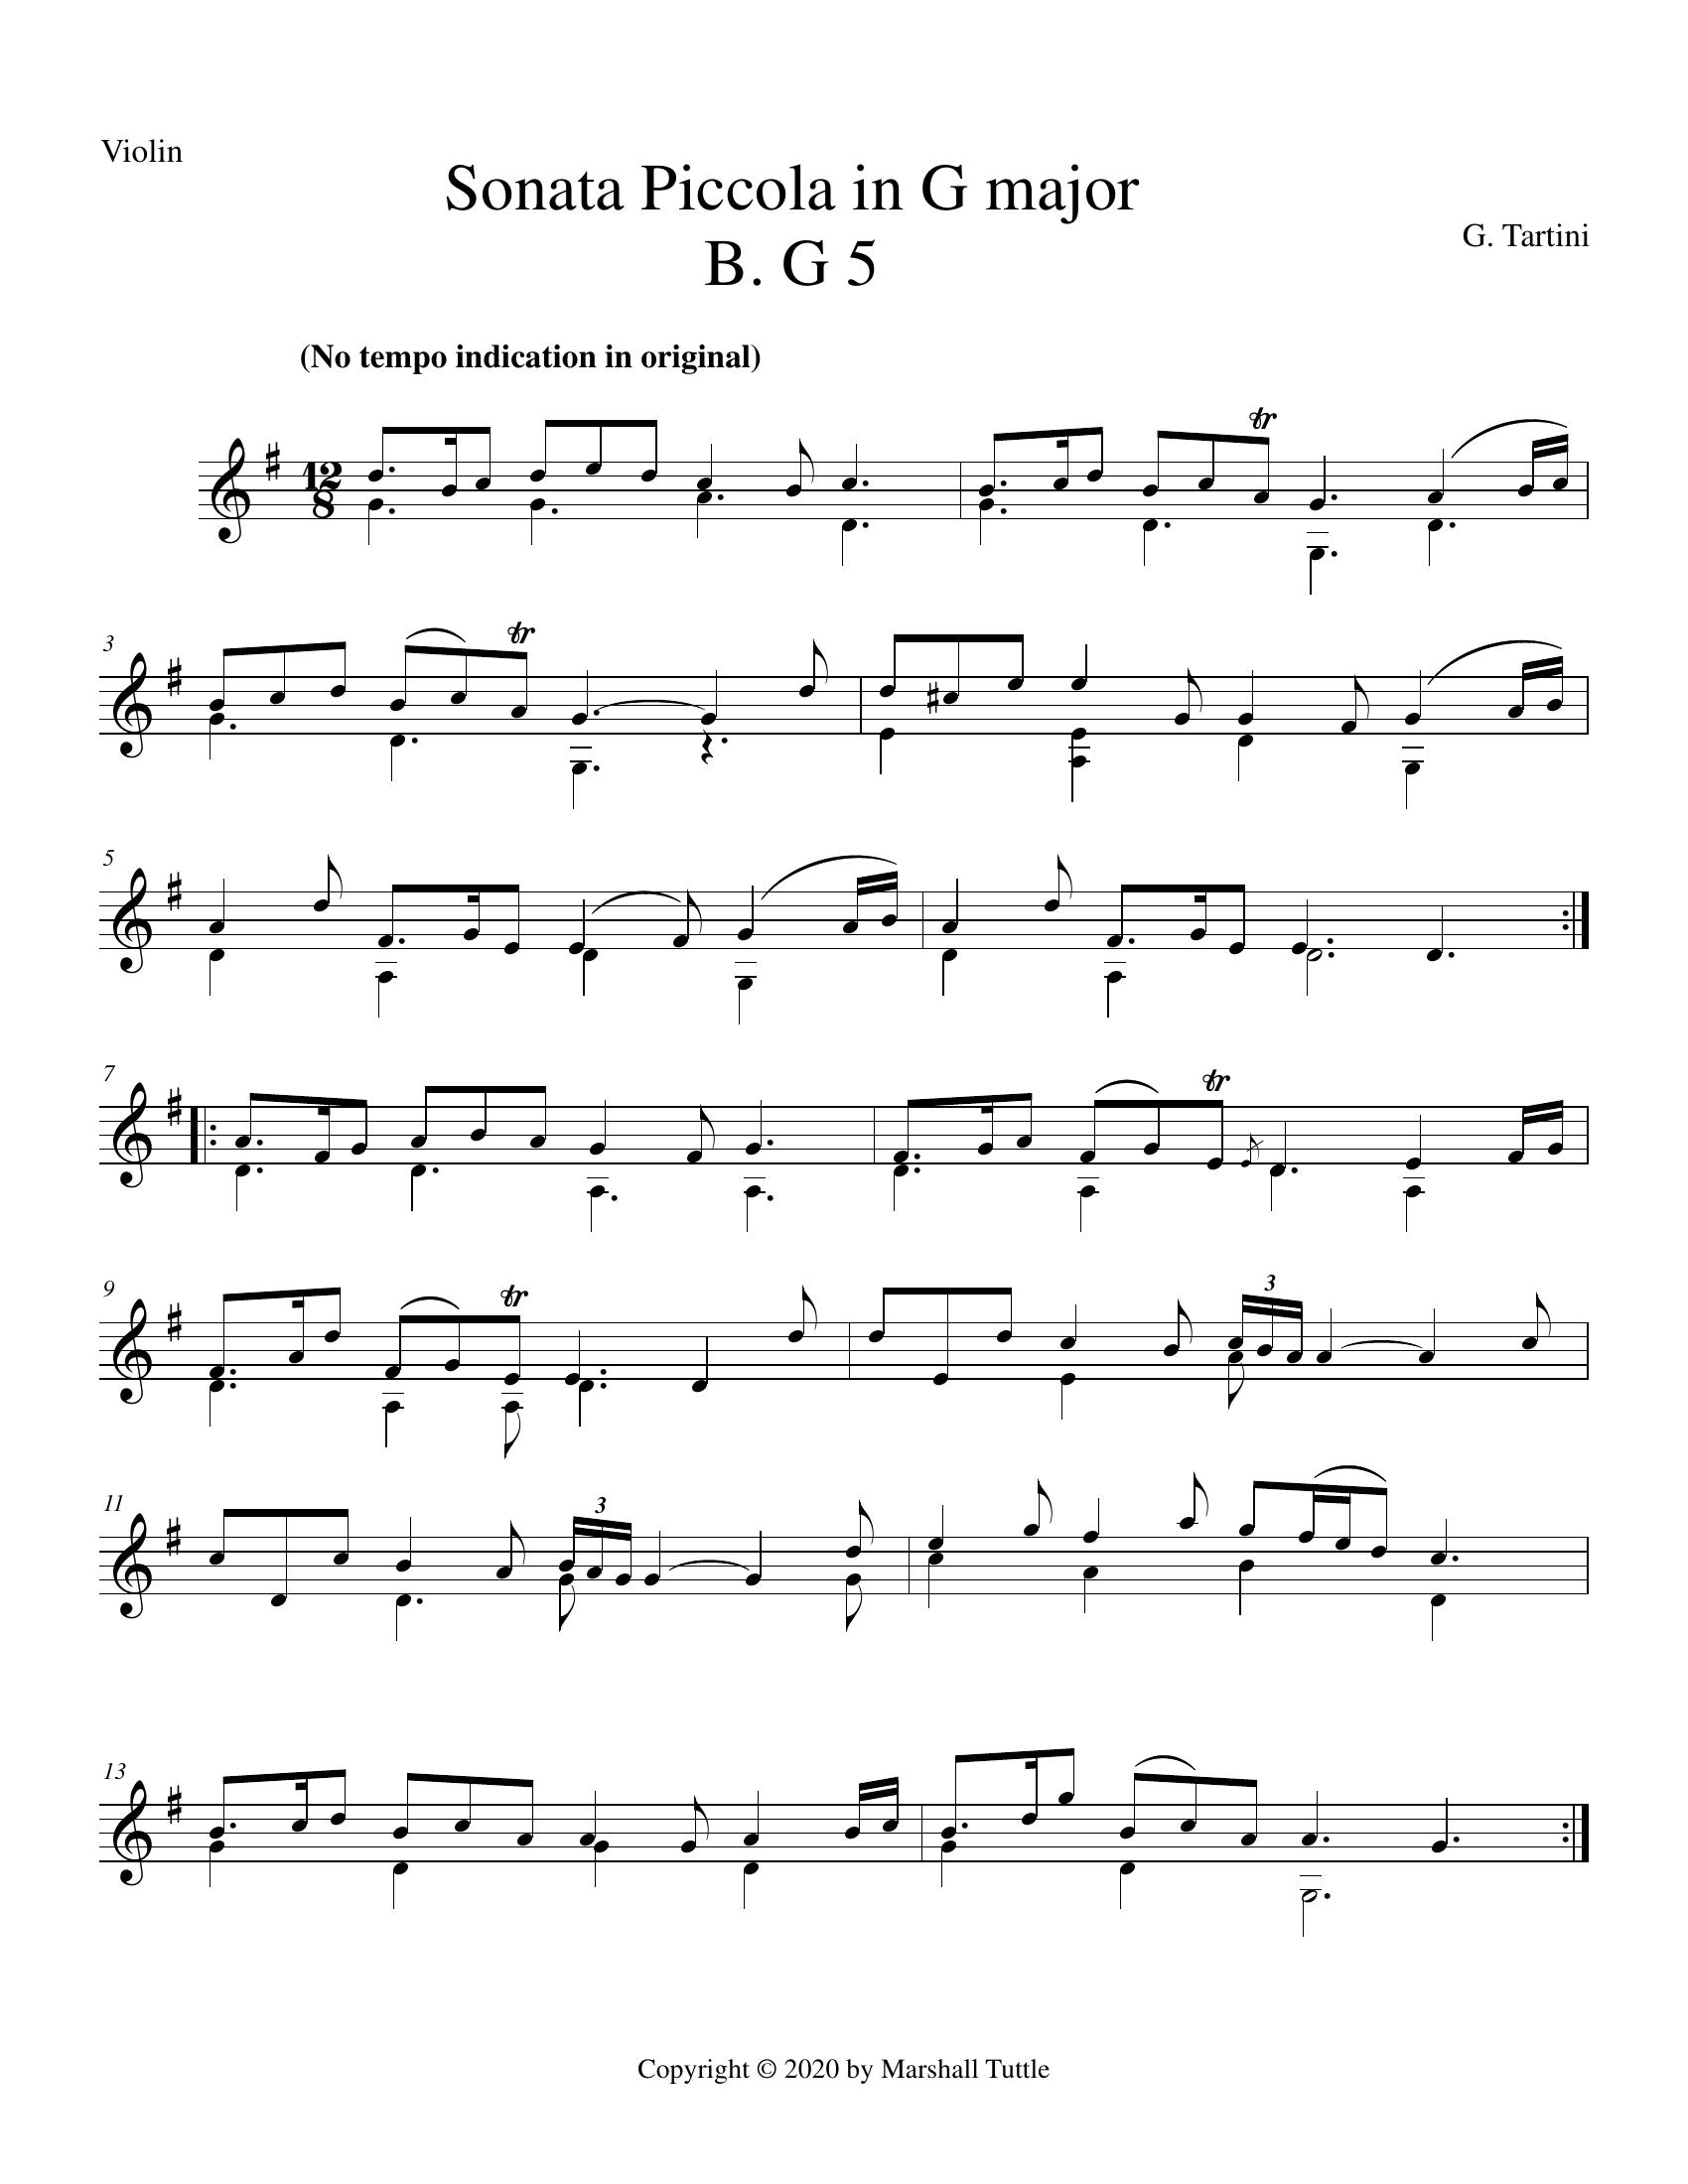 Violin
Sonata Piccola in G major
B. G 5
G. Tartini
(No tempo indication in original)
12
8
tr
3
tr
5
7
tr
9
tr
3
11
3
13
Copyright © 2020 by Marshall Tuttle